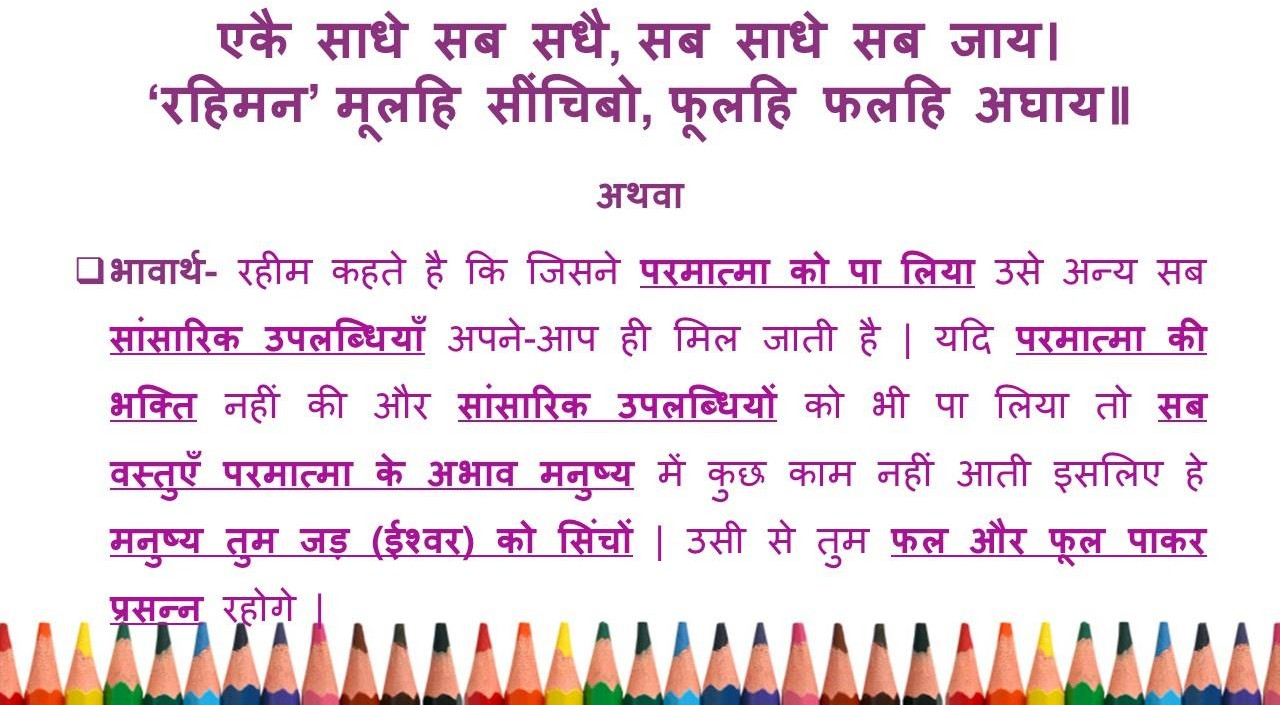 एकै साधे सब सधै, सब साधे सब जाय।
‘रहिमन’ मूलहि सींचिबो, फूलहि फलहि अघाय॥
अथवा
❑भावार्थ- रहीम कहते है कि जिसने परमात्मा को पा लिया उसे अन्य सब
सांसारिक उपलब्धियाँ अपने-आप ही मिल जाती है | यदि परमात्मा की
भक्ति नहीं की और सांसारिक उपलब्धियों को भी पा लिया तो सब
वस्तुएँ परमात्मा के अभाव मनुष्य में कुछ काम नहीं आती इसलिए हे
मनुष्य तुम जड़ (ईश्वर) को सिंचों | उसी से तुम फल और फूल पाकर
प्रसन्न रहोगे |